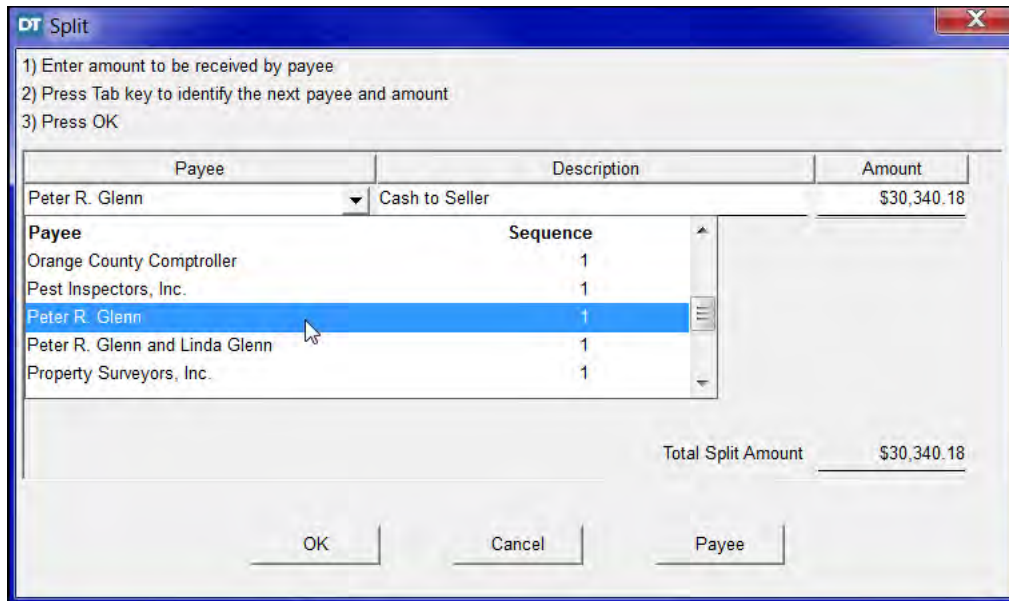 DT Split
X
1) Enter amount to be received by payee
2) Press Tab key to identify the next payee and amount
3) Press OK
Payee Description Amount
Peter R. Glenn Cash to Seller $30,340.18
Payee Sequence
Orange County Comptroller 1
Pest Inspectors, Inc. 1
Peter R. Glenn 1
Peter R. Glenn and Linda Glenn 1
Property Surveyors, Inc. 1
Total Split Amount $30,340.18
OK Cancel Payee